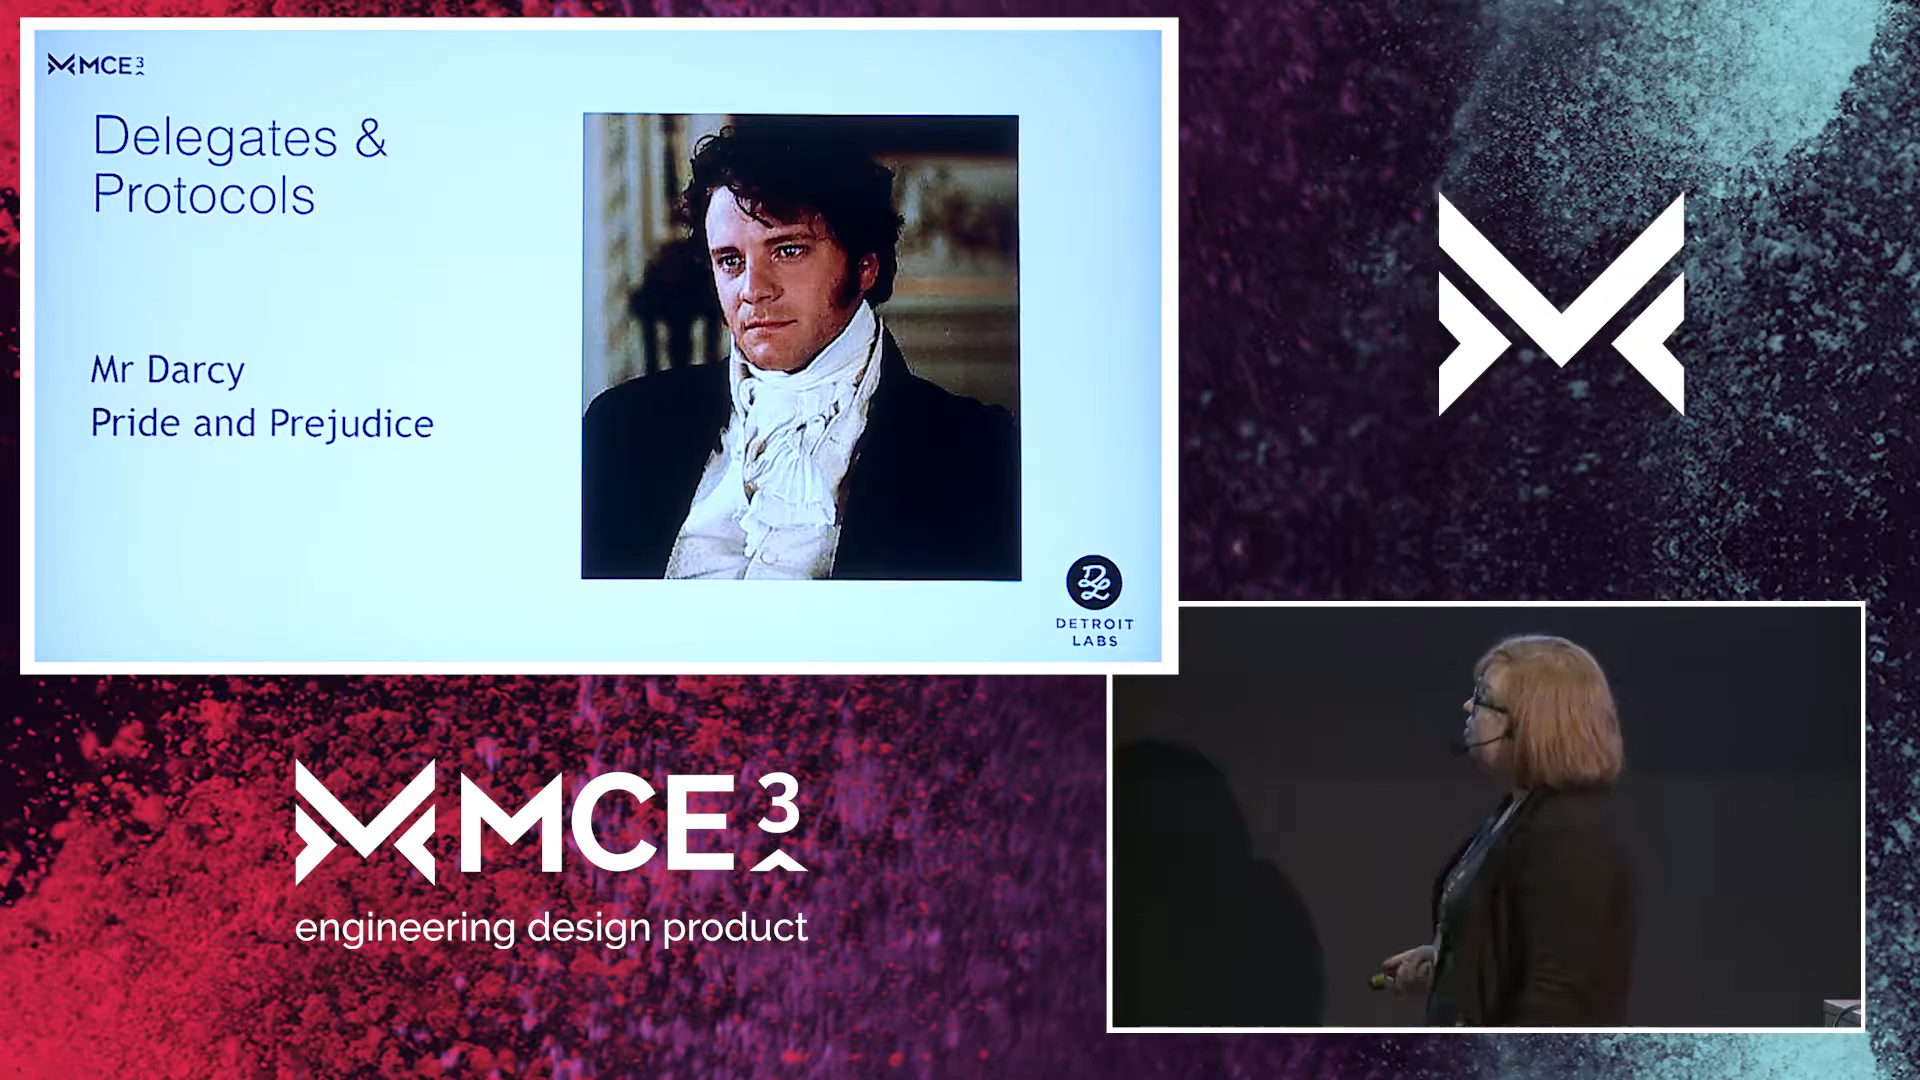 MCE3
Delegates &
Protocols
Mr Darcy
Pride and Prejudice
DETROIT
LABS
MCE3
engineering design product